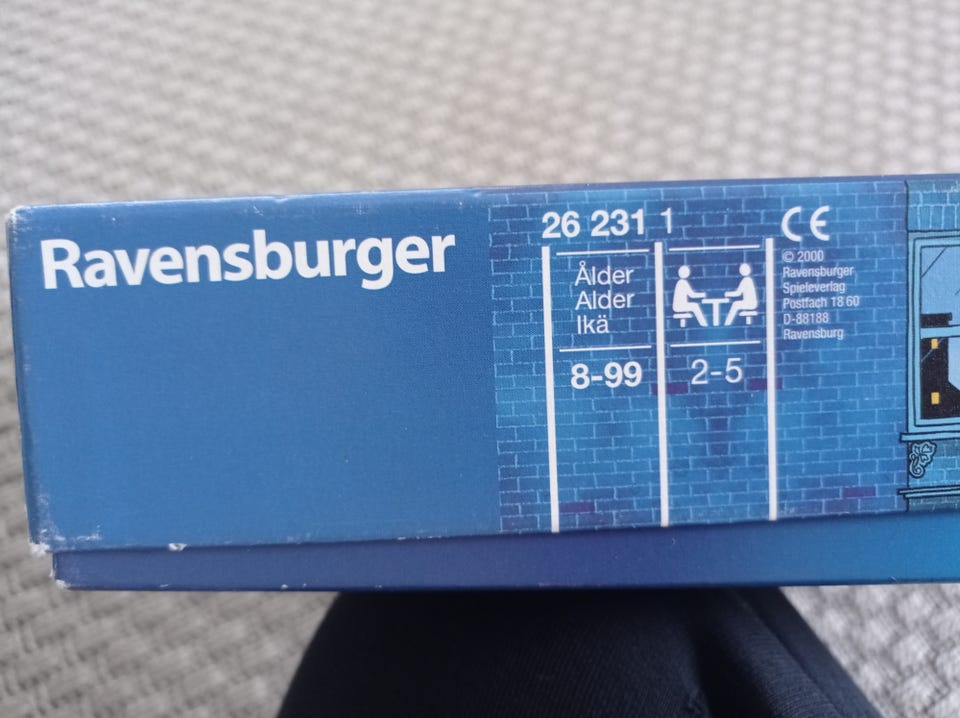 Ravensburger
26 231 1
Ålder
Alder
Ikä
8-99
2-5
CE
© 2000
Ravensburger
Spieleverlag
Postfach 18 60
D-88188
Ravensburg